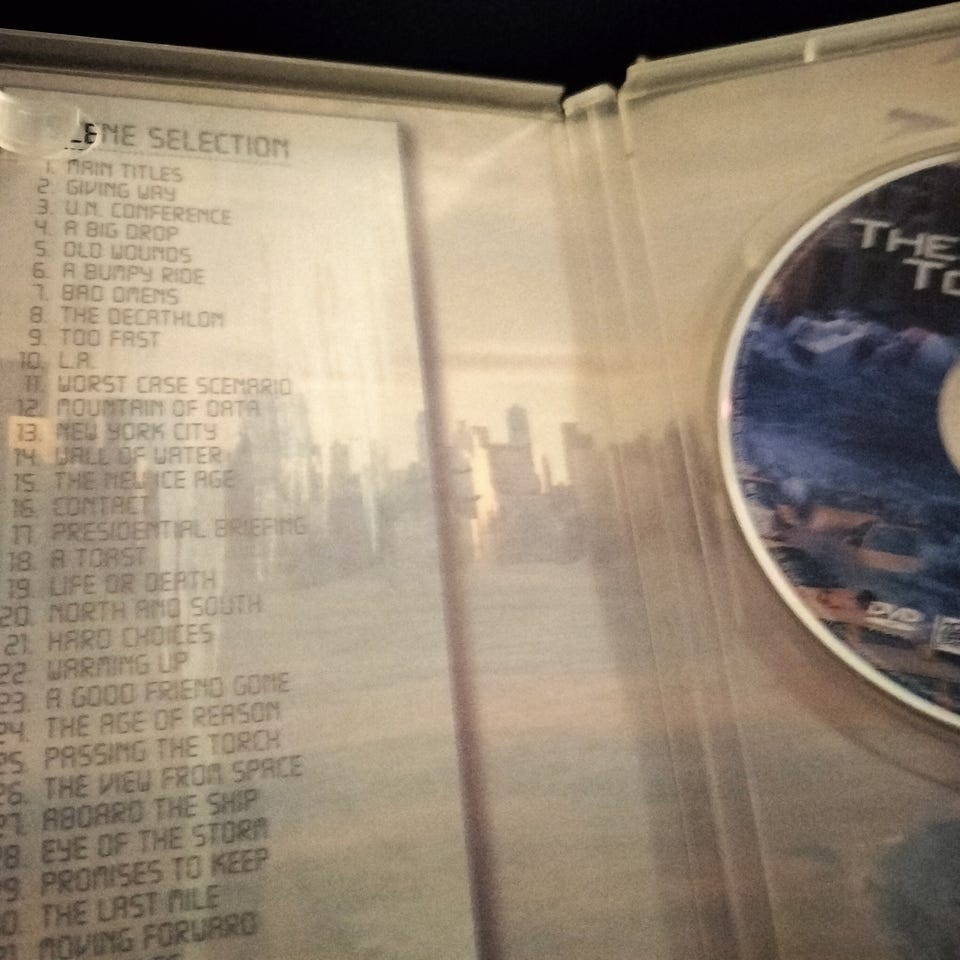 ENE SELECTION
1. MAIN TITLES
2. GIVING WAY
3. U.N. CONFERENCE
4. A BIG DROP
5. OLD WOUNDS
6. A BUMPY RIDE
7. BAD OMENS
8. THE DECATHLON
9. TOO FAST
10. L.A.
11. WORST CASE SCENARIO
12. MOUNTAIN OF DATA
13. NEW YORK CITY
14. WALL OF WATER
15. THE NEW ICE AGE
16. CONTACT
17. PRESIDENTIAL BRIEFING
18. A TOAST
19. LIFE OR DEATH
20. NORTH AND SOUTH
21. HARD CHOICES
22. WARMING UP
23. A GOOD FRIEND GONE
24. THE AGE OF REASON
25. PASSING THE TORCH
26. THE VIEW FROM SPACE
27. ABOARD THE SHIP
28. EYE OF THE STORM
29. PROMISES TO KEEP
30. THE LAST MILE
31. MOVING FORWARD
THE
TO
DVD